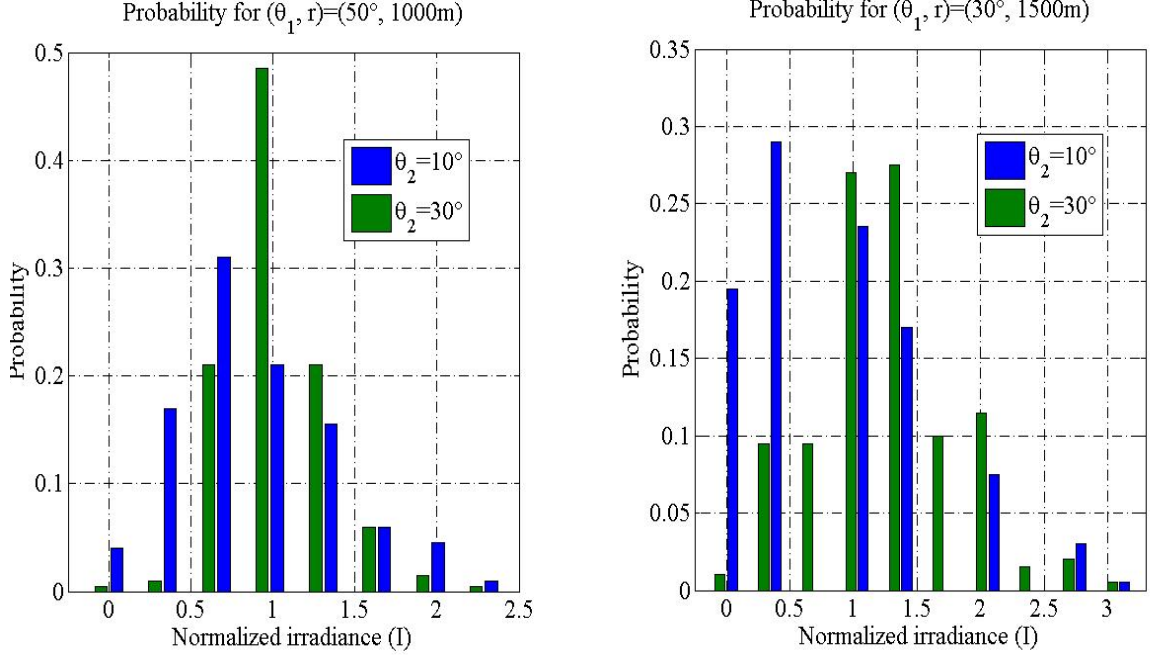 Probability for (θ1, r)=(50°, 1000m)
0.5
0.4
0.3
0.2
0.1
0
Probability
θ2=10°
θ2=30°
0 0.5 1 1.5 2 2.5
Normalized irradiance (I)
Probability for (θ1, r)=(30°, 1500m)
0.35
0.3
0.25
0.2
0.15
0.1
0.05
0
Probability
θ2=10°
θ2=30°
0 0.5 1 1.5 2 2.5 3
Normalized irradiance (I)